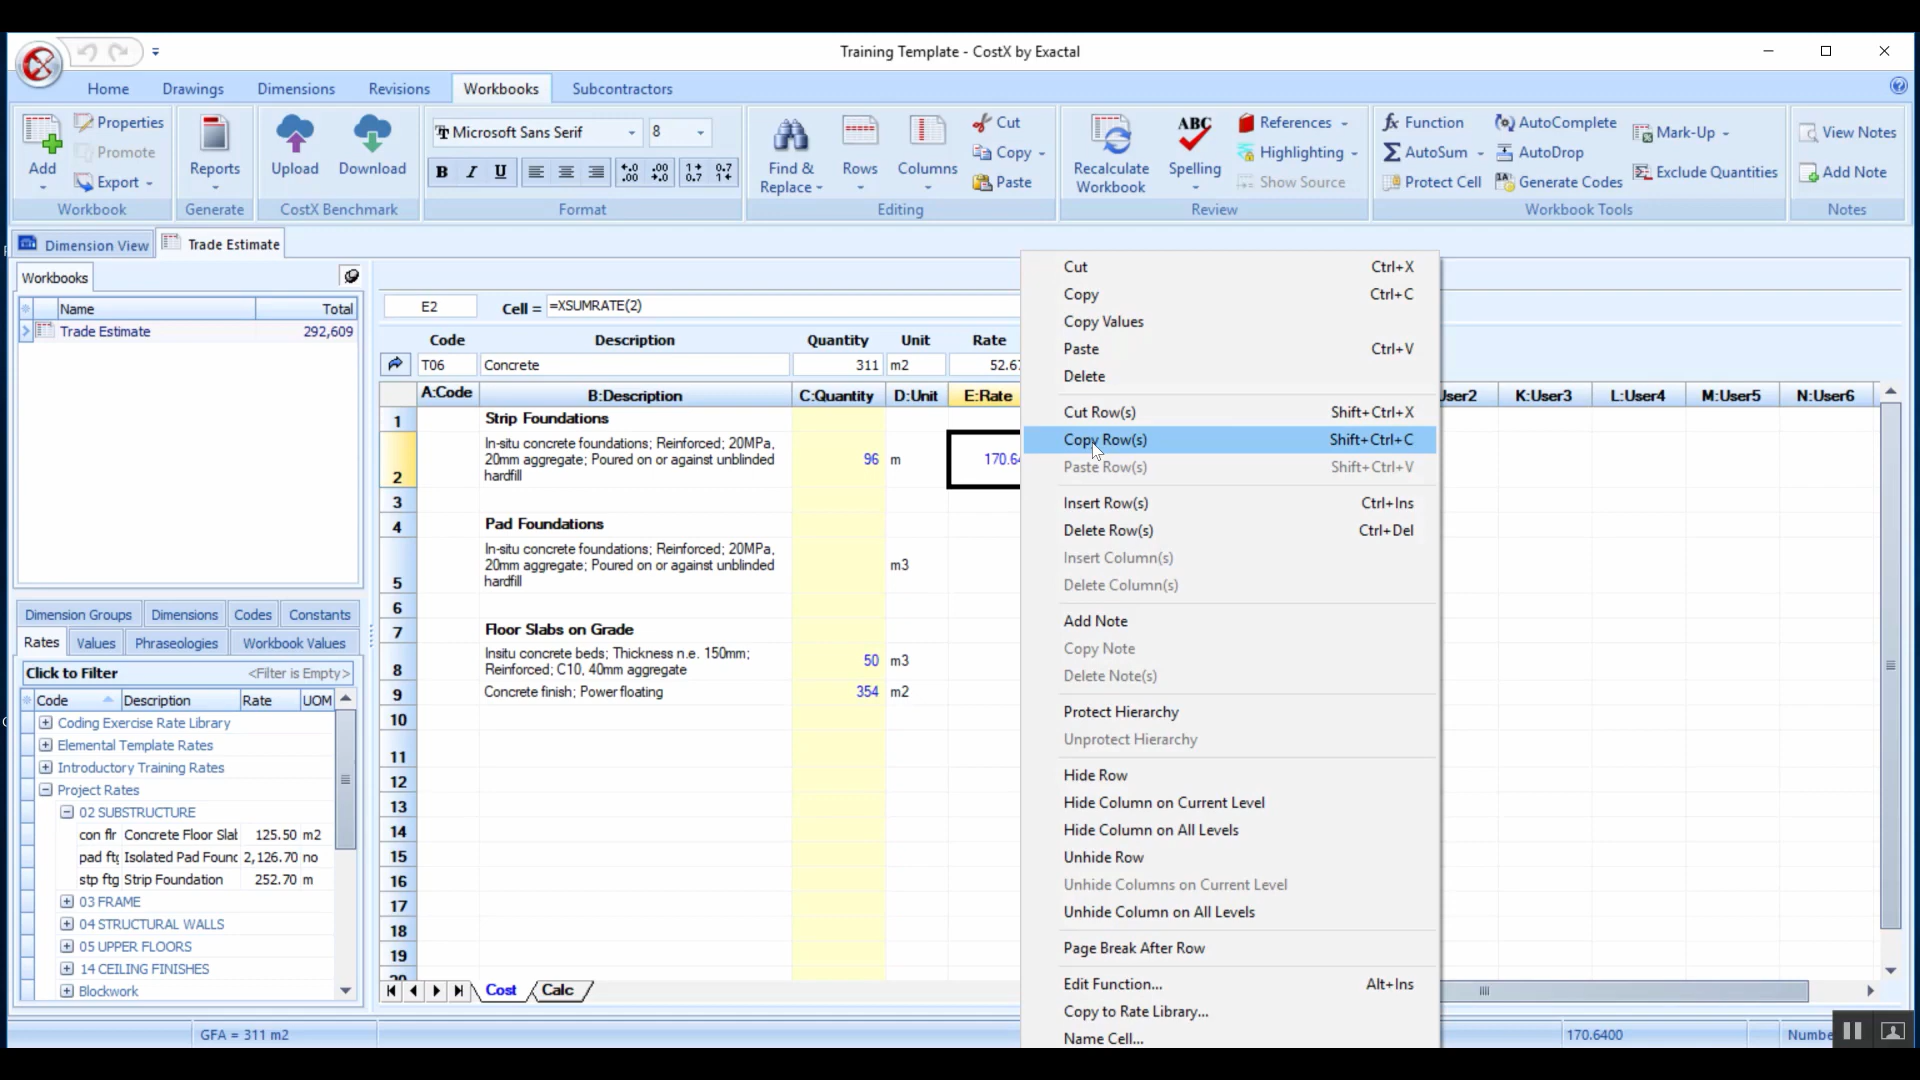 Training Template - CostX by Exactal
Home Drawings Dimensions Revisions Workbooks Subcontractors
Add
Properties
Promote
Export
Workbook
Reports
Generate
Upload
Download
CostX Benchmark
Microsoft Sans Serif 8
B I U
Format
Find & Replace
Rows
Columns
Cut
Copy
Paste
Editing
Recalculate Workbook
ABC
Spelling
References
Highlighting
Show Source
Review
Function
AutoSum
Protect Cell
AutoComplete
AutoDrop
Generate Codes
Mark-Up
Exclude Quantities
Workbook Tools
View Notes
Add Note
Notes
Dimension View Trade Estimate
Workbooks
Name Total
Trade Estimate 292,609
Dimension Groups Dimensions Codes Constants
Rates Values Phraseologies Workbook Values
Click to Filter <Filter is Empty>
Code Description Rate UOM
Coding Exercise Rate Library
Elemental Template Rates
Introductory Training Rates
Project Rates
02 SUBSTRUCTURE
con flr Concrete Floor Slab 125.50 m2
pad ftg Isolated Pad Found 2,126.70 no
stp ftg Strip Foundation 252.70 m
03 FRAME
04 STRUCTURAL WALLS
05 UPPER FLOORS
14 CEILING FINISHES
Blockwork
E2 Cell = =XSUMRATE(2)
Code Description Quantity Unit Rate
T06 Concrete 311 m2 52.6
A:Code B:Description C:Quantity D:Unit E:Rate User2 K:User3 L:User4 M:User5 N:User6
1 Strip Foundations
2 In-situ concrete foundations; Reinforced; 20MPa, 96 m 170.64
20mm aggregate; Poured on or against unblinded
hardfill
3
4 Pad Foundations
5 In-situ concrete foundations; Reinforced; 20MPa, m3
20mm aggregate; Poured on or against unblinded
hardfill
6
7 Floor Slabs on Grade
8 Insitu concrete beds; Thickness n.e. 150mm; 50 m3
Reinforced; C10, 40mm aggregate
9 Concrete finish; Power floating 354 m2
10
11
12
13
14
15
16
17
18
19
20
Cost Calc
Cut Ctrl+X
Copy Ctrl+C
Copy Values
Paste Ctrl+V
Delete
Cut Row(s) Shift+Ctrl+X
Copy Row(s) Shift+Ctrl+C
Paste Row(s) Shift+Ctrl+V
Insert Row(s) Ctrl+Ins
Delete Row(s) Ctrl+Del
Insert Column(s)
Delete Column(s)
Add Note
Copy Note
Delete Note(s)
Protect Hierarchy
Unprotect Hierarchy
Hide Row
Hide Column on Current Level
Hide Column on All Levels
Unhide Row
Unhide Columns on Current Level
Unhide Column on All Levels
Page Break After Row
Edit Function... Alt+Ins
Copy to Rate Library...
Name Cell...
GFA = 311 m2 170.6400 Numbe